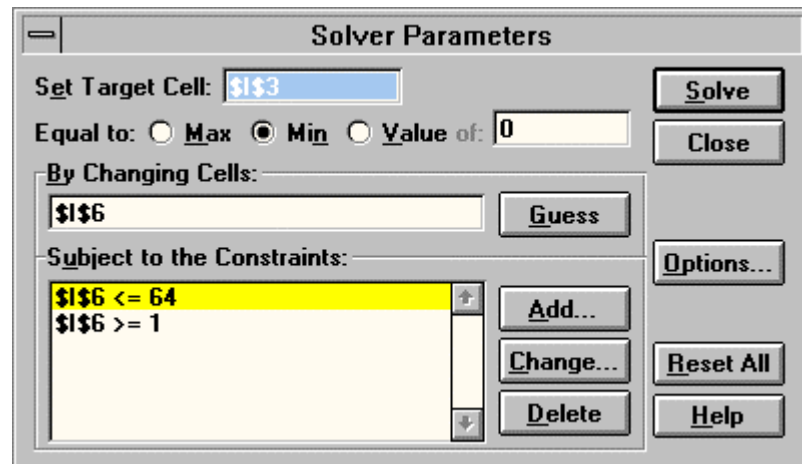 Solver Parameters
Set Target Cell: $I$3
Solve
Equal to: Max Min Value of: 0
Close
By Changing Cells:
$I$6
Guess
Subject to the Constraints:
Options...
$I$6 <= 64
$I$6 >= 1
Add...
Change...
Reset All
Delete
Help